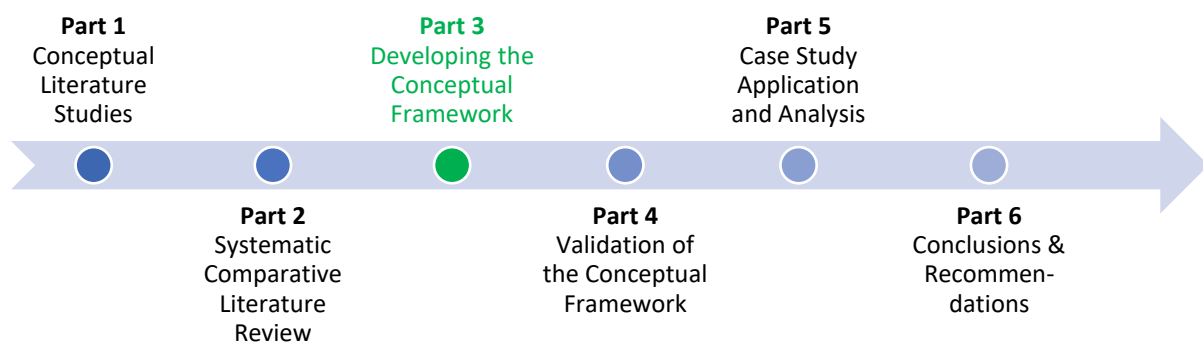 Part 1
Conceptual
Literature
Studies
Part 2
Systematic
Comparative
Literature
Review
Part 3
Developing the
Conceptual
Framework
Part 4
Validation of
the Conceptual
Framework
Part 5
Case Study
Application
and Analysis
Part 6
Conclusions &
Recommen-
dations